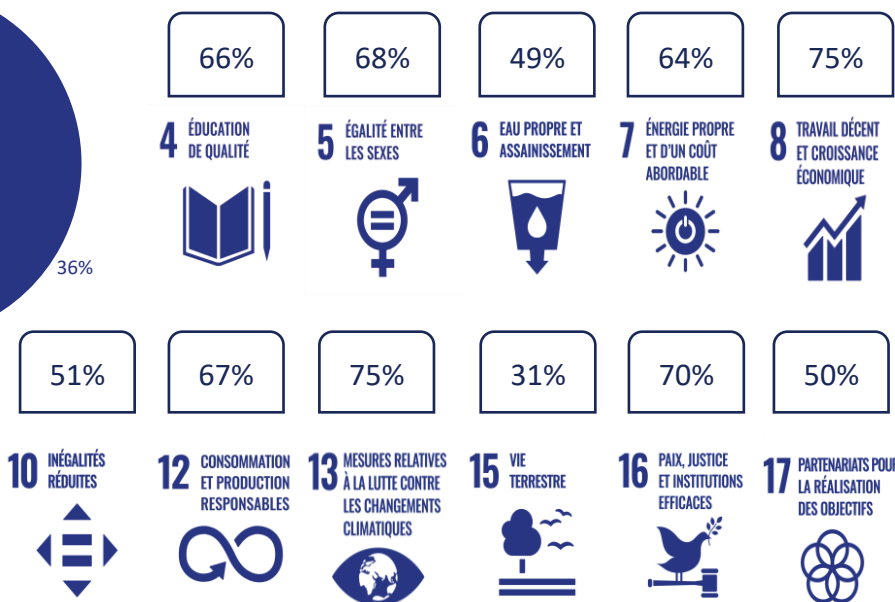 66%
68%
49%
64%
75%
4 ÉDUCATION
DE QUALITÉ
5 ÉGALITÉ ENTRE
LES SEXES
6 EAU PROPRE ET
ASSAINISSEMENT
7 ÉNERGIE PROPRE
ET D'UN COÛT
ABORDABLE
8 TRAVAIL DÉCENT
ET CROISSANCE
ÉCONOMIQUE
36%
51%
67%
75%
31%
70%
50%
10 INÉGALITÉS
RÉDUITES
12 CONSOMMATION
ET PRODUCTION
RESPONSABLES
13 MESURES RELATIVES
À LA LUTTE CONTRE
LES CHANGEMENTS
CLIMATIQUES
15 VIE
TERRESTRE
16 PAIX, JUSTICE
ET INSTITUTIONS
EFFICACES
17 PARTENARIATS POUR
LA RÉALISATION
DES OBJECTIFS